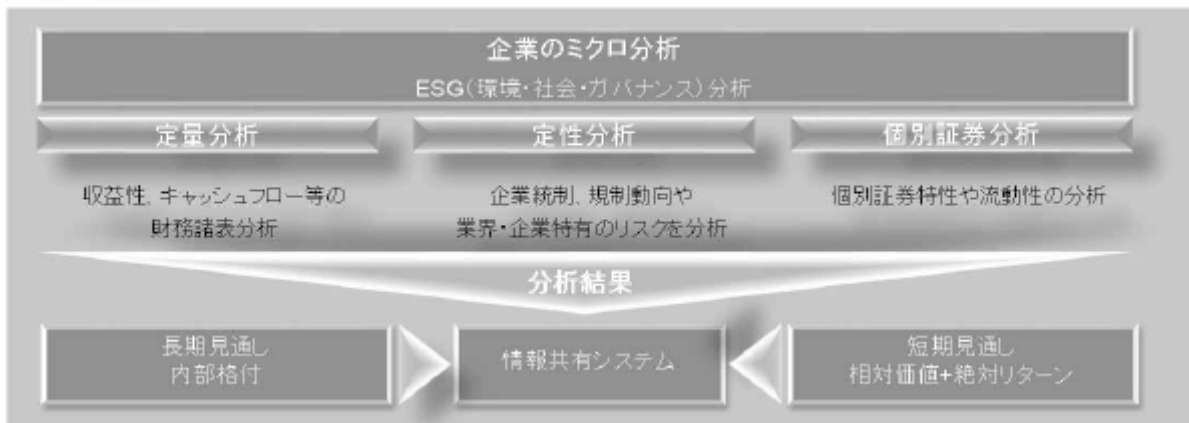 企業のミクロ分析
ESG(環境・社会・ガバナンス)分析
定量分析
定性分析
個別証券分析
収益性、キャッシュフロー等の
財務諸表分析
企業統制、規制動向や
業界・企業特有のリスクを分析
個別証券特性や流動性の分析
分析結果
長期見通し
内部格付
情報共有システム
短期見通し
相対価値+絶対リターン